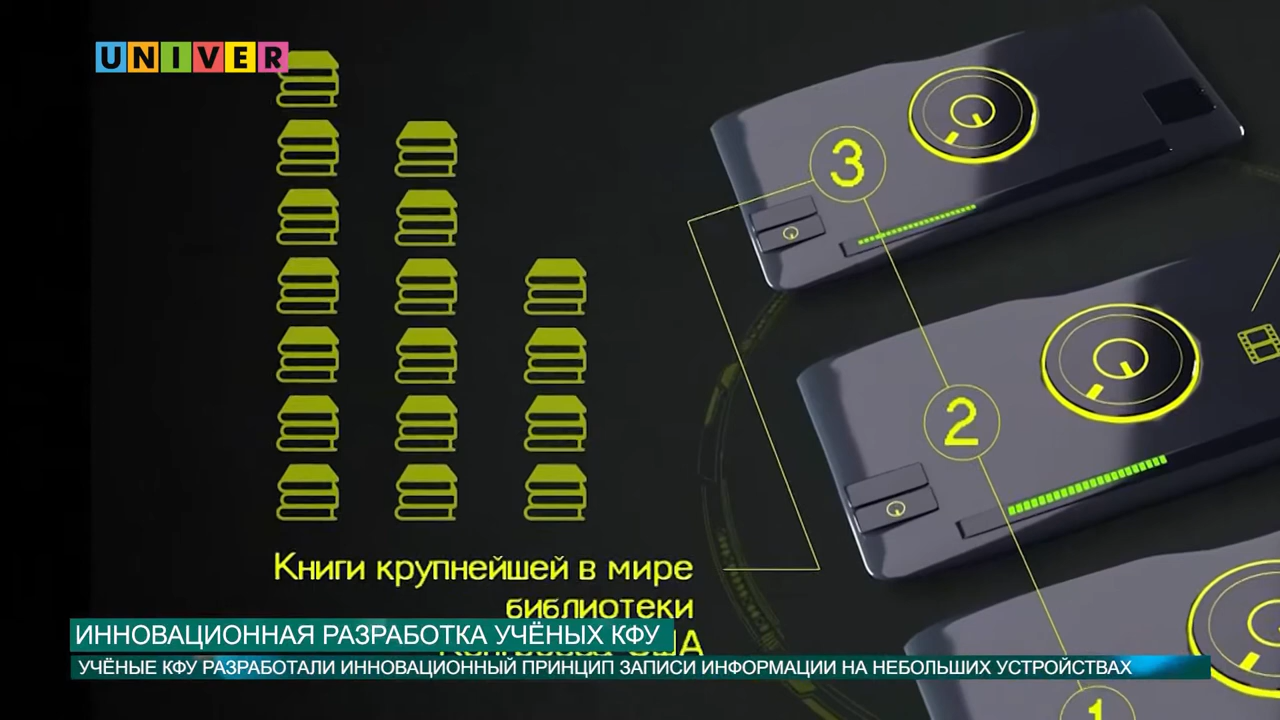 UNIVER
3
2
1
Книги крупнейшей в мире
библиотеки
США
ИННОВАЦИОННАЯ РАЗРАБОТКА УЧЁНЫХ КФУ
УЧЁНЫЕ КФУ РАЗРАБОТАЛИ ИННОВАЦИОННЫЙ ПРИНЦИП ЗАПИСИ ИНФОРМАЦИИ НА НЕБОЛЬШИХ УСТРОЙСТВАХ